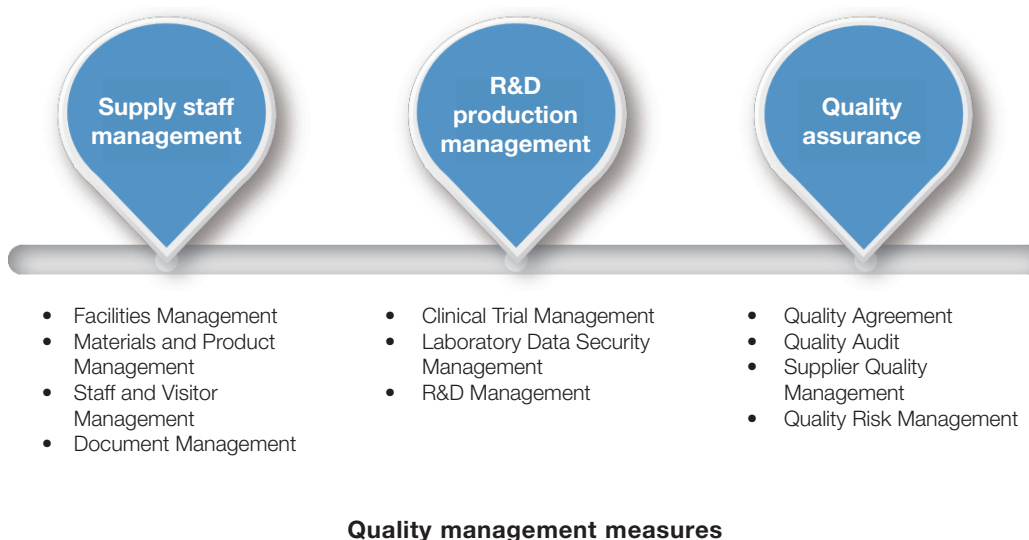 Supply staff
management
R&D
production
management
Quality
assurance
• Facilities Management
• Materials and Product
Management
• Staff and Visitor
Management
• Document Management
• Clinical Trial Management
• Laboratory Data Security
Management
• R&D Management
• Quality Agreement
• Quality Audit
• Supplier Quality
Management
• Quality Risk Management
Quality management measures